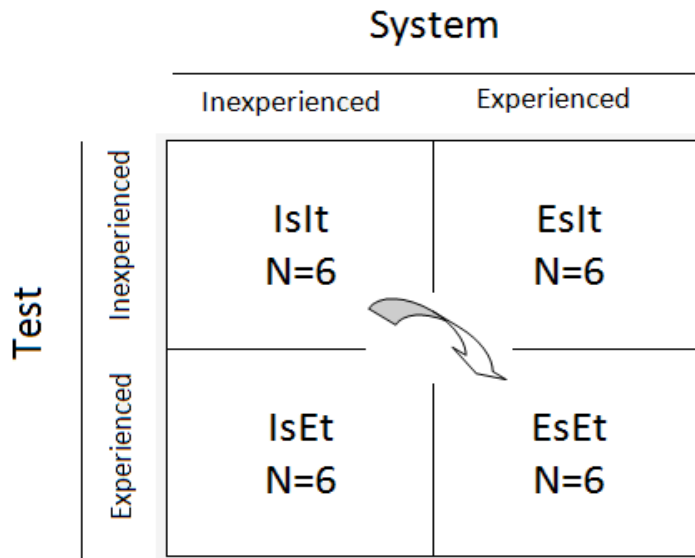 System
Inexperienced
Experienced
Test
Inexperienced
IsIt
N=6
EsIt
N=6
Experienced
IsEt
N=6
EsEt
N=6